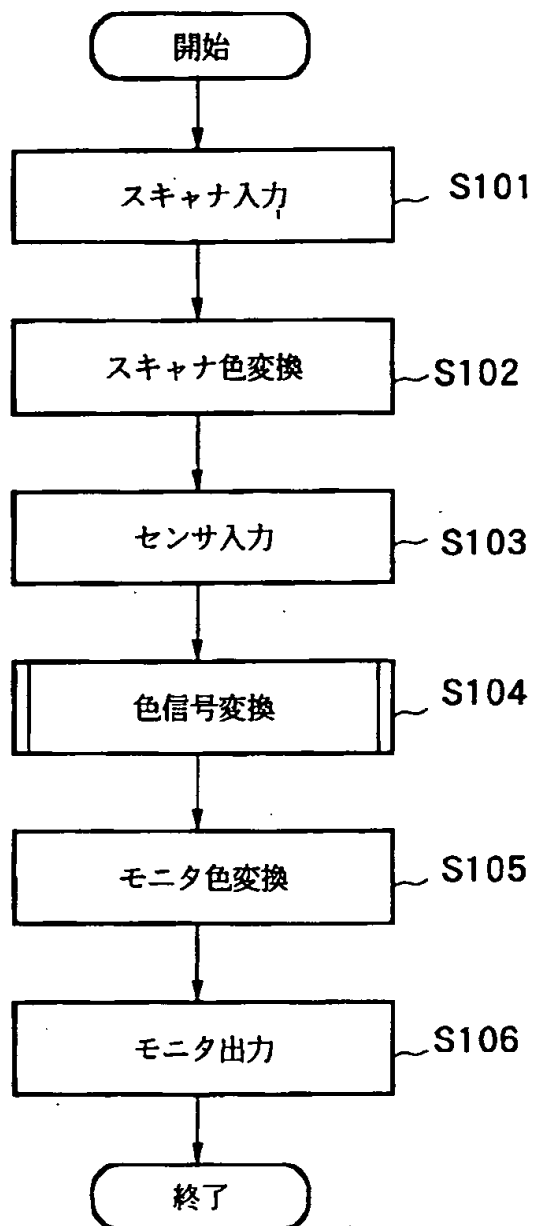 開始
スキャナ入力
S101
スキャナ色変換
S102
センサ入力
S103
色信号変換
S104
モニタ色変換
S105
モニタ出力
S106
終了